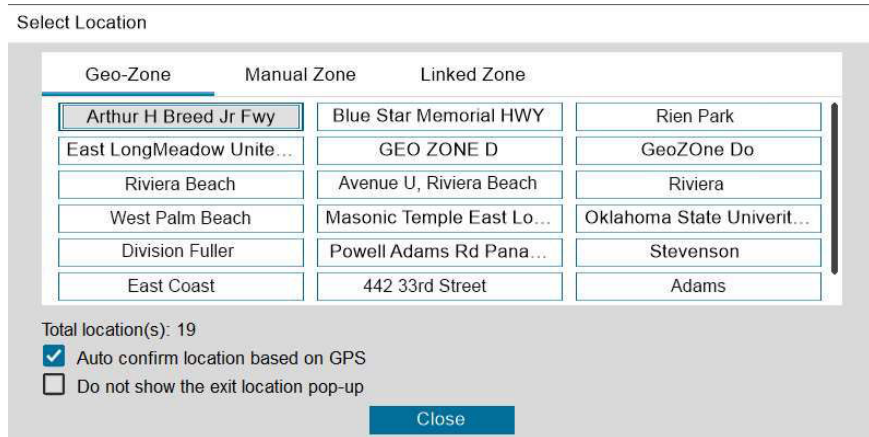 Select Location
Geo-Zone Manual Zone Linked Zone
Arthur H Breed Jr Fwy Blue Star Memorial HWY Rien Park
East LongMeadow Unite... GEO ZONE D GeoZOne Do
Riviera Beach Avenue U, Riviera Beach Riviera
West Palm Beach Masonic Temple East Lo... Oklahoma State Univerit...
Division Fuller Powell Adams Rd Pana... Stevenson
East Coast 442 33rd Street Adams
Total location(s): 19
Auto confirm location based on GPS
Do not show the exit location pop-up
Close